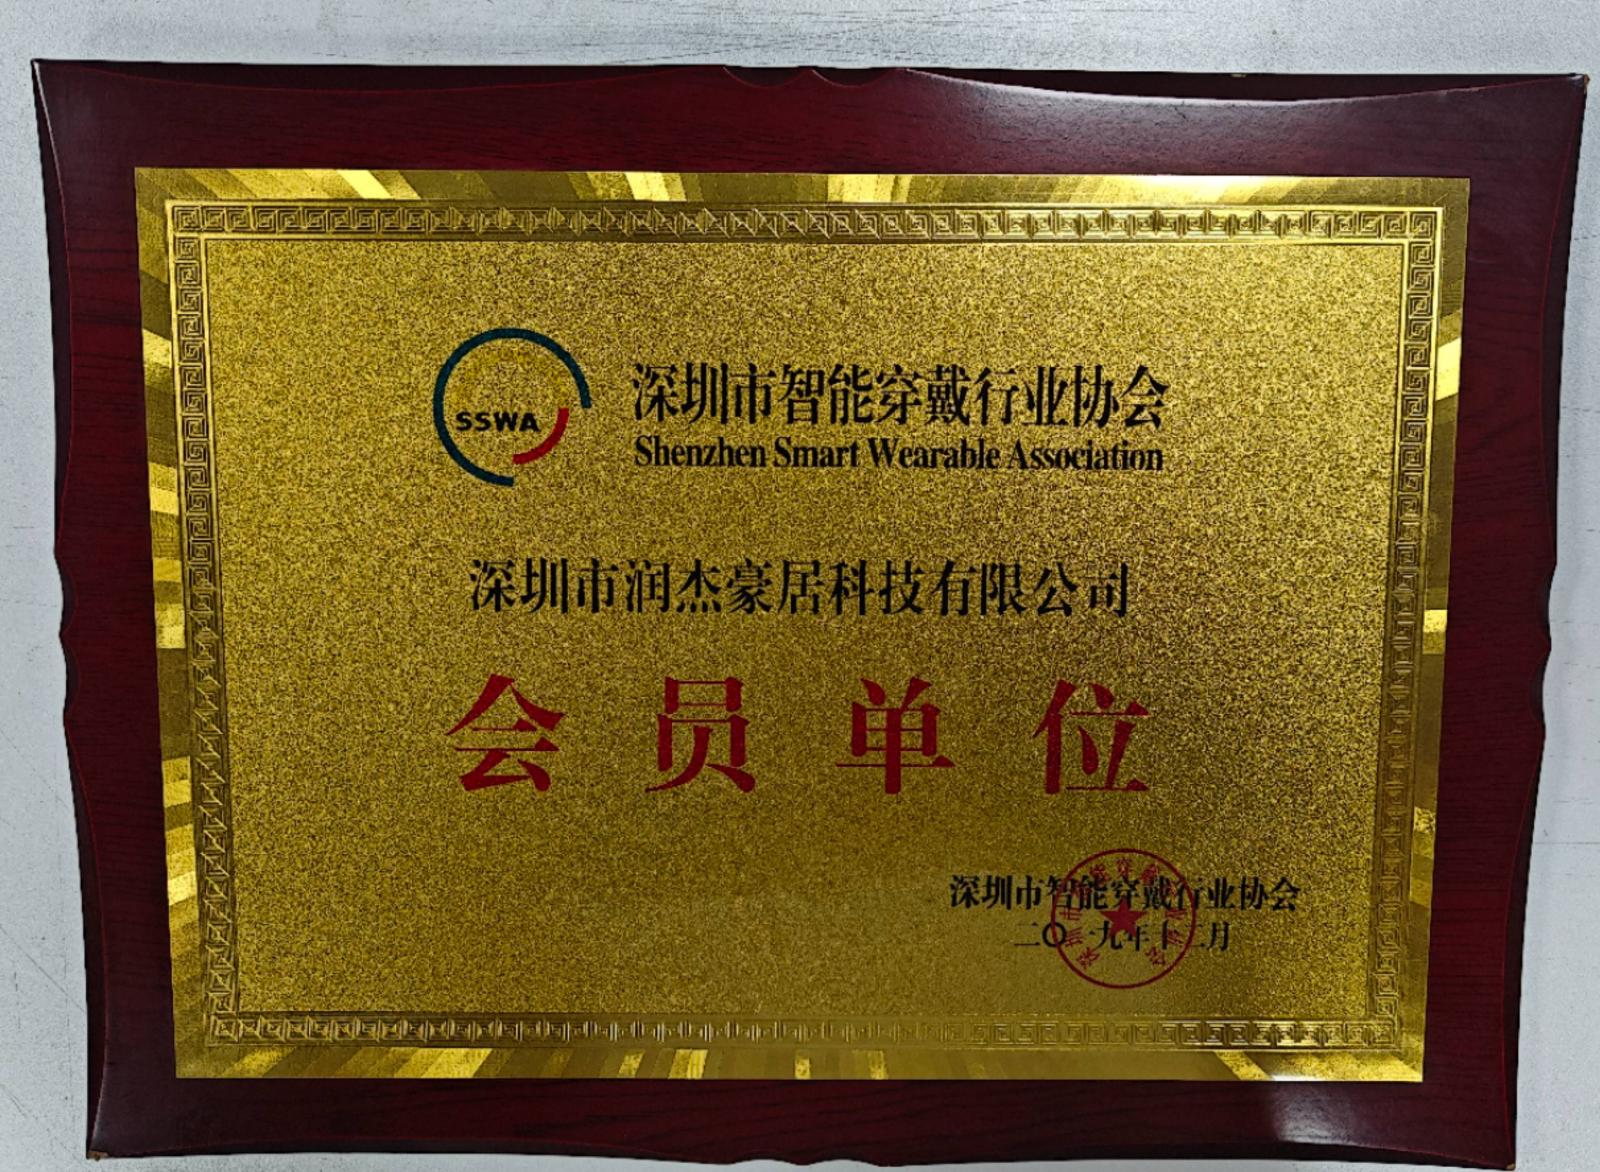 SSWA
深圳市智能穿戴行业协会
Shenzhen Smart Wearable Association
深圳市润杰豪居科技有限公司
会员单位
深圳市智能穿戴行业协会
二〇一九年十二月